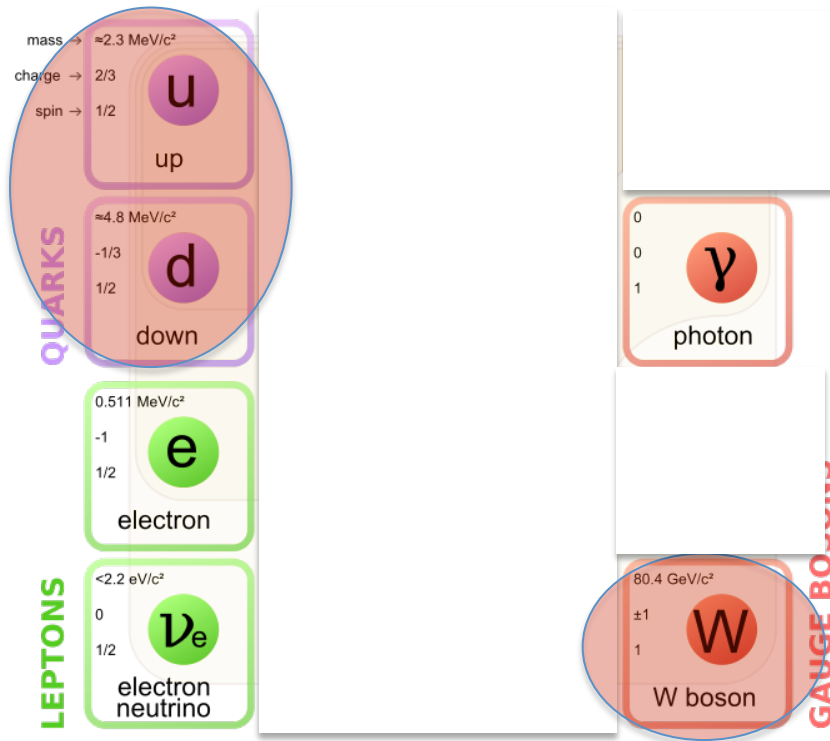 mass → ≈2.3 MeV/c²
charge → 2/3
spin → 1/2
u
up
≈4.8 MeV/c²
-1/3
1/2
d
down
QUARKS
0.511 MeV/c²
-1
1/2
e
electron
<2.2 eV/c²
0
1/2
νe
electron
neutrino
LEPTONS
0
0
1
γ
photon
80.4 GeV/c²
±1
1
W
W boson
GAUGE BOSONS